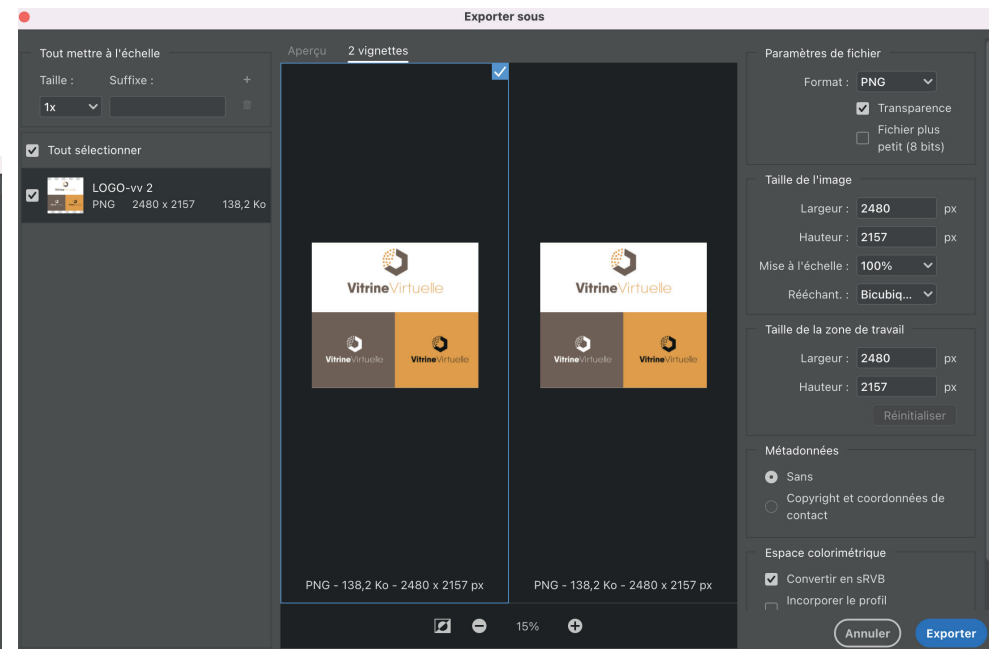 Exporter sous
Tout mettre à l'échelle
Taille :
Suffixe :
+
1x
Tout sélectionner
LOGO-vv 2
PNG 2480 x 2157 138,2 Ko
Aperçu
2 vignettes
VitrineVirtuelle
VitrineVirtuelle
VitrineVirtuelle
PNG - 138,2 Ko - 2480 x 2157 px
VitrineVirtuelle
VitrineVirtuelle
VitrineVirtuelle
PNG - 138,2 Ko - 2480 x 2157 px
15%
Paramètres de fichier
Format : PNG
Transparence
Fichier plus
petit (8 bits)
Taille de l'image
Largeur : 2480 px
Hauteur : 2157 px
Mise à l'échelle : 100%
Rééchant. : Bicubiq...
Taille de la zone de travail
Largeur : 2480 px
Hauteur : 2157 px
Réinitialiser
Métadonnées
Sans
Copyright et coordonnées de
contact
Espace colorimétrique
Convertir en sRVB
Incorporer le profil
Annuler
Exporter